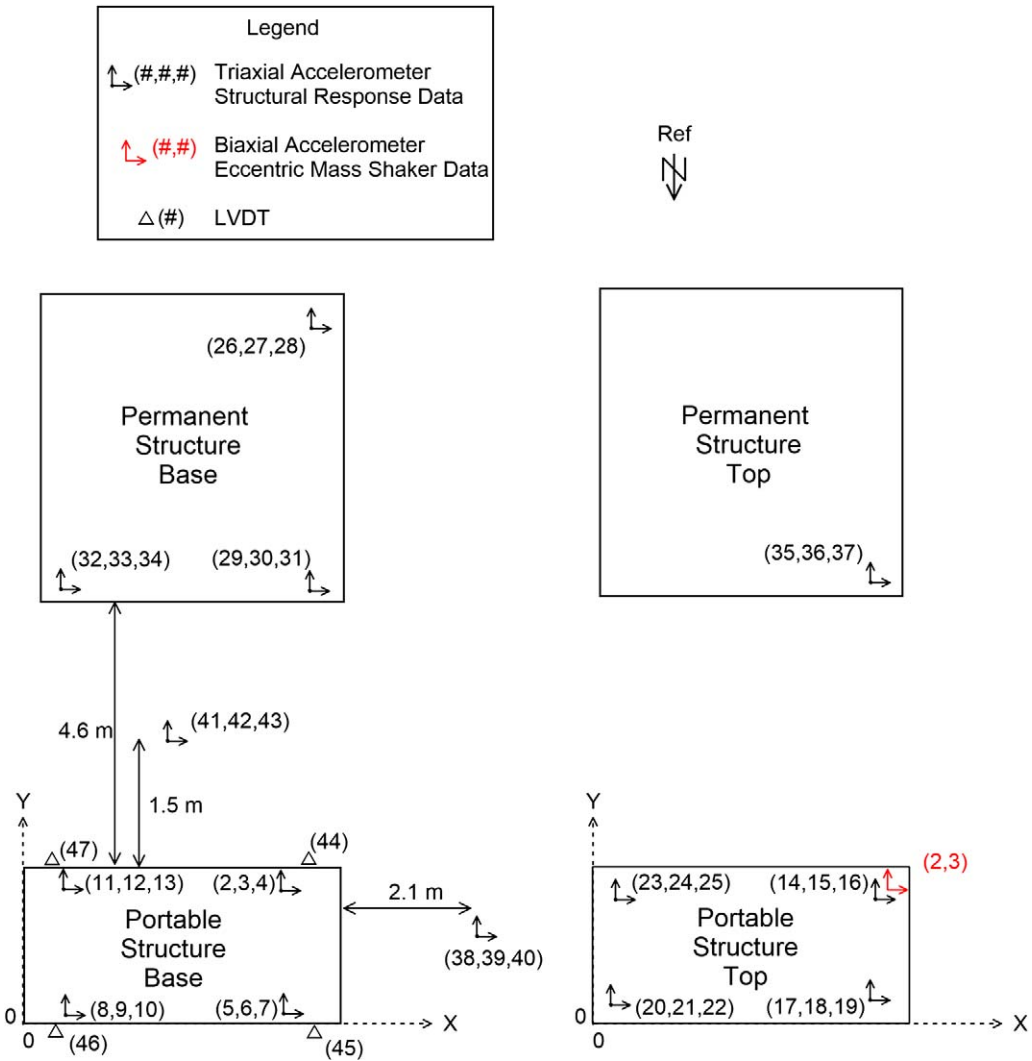 Legend
(#,#,#) Triaxial Accelerometer
Structural Response Data
(#,#) Biaxial Accelerometer
Eccentric Mass Shaker Data
(#) LVDT
Ref
N
(26,27,28)
Permanent
Structure
Base
(32,33,34)
(29,30,31)
Permanent
Structure
Top
(35,36,37)
4.6 m
(41,42,43)
1.5 m
Y
(47)
(44)
(11,12,13)
(2,3,4)
Portable
Structure
Base
2.1 m
(38,39,40)
(8,9,10)
(5,6,7)
0
0
(46)
(45)
X
Y
(2,3)
(23,24,25)
(14,15,16)
Portable
Structure
Top
(20,21,22)
(17,18,19)
0
0
X